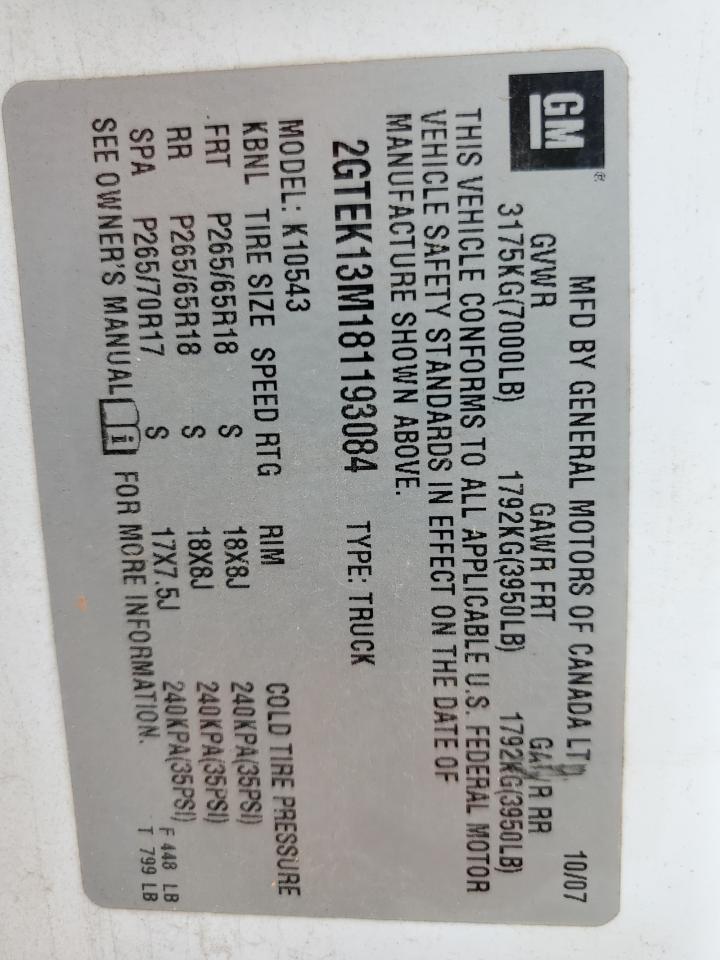 GM®
MFD BY GENERAL MOTORS OF CANADA LTD 10/07
GVWR GAWR FRT GAWR RR
3175KG(7000LB) 1792KG(3950LB) 1792KG(3950LB)
THIS VEHICLE CONFORMS TO ALL APPLICABLE U.S. FEDERAL MOTOR
VEHICLE SAFETY STANDARDS IN EFFECT ON THE DATE OF
MANUFACTURE SHOWN ABOVE.
2GTEK13M181193084 TYPE: TRUCK
MODEL: K10543
KBNL TIRE SIZE SPEED RTG RIM COLD TIRE PRESSURE
FRT P265/65R18 S 18X8J 240KPA(35PSI)
RR P265/65R18 S 18X8J 240KPA(35PSI)
SPA P265/70R17 S 17X7.5J 240KPA(35PSI) F 448 LB
SEE OWNER'S MANUAL i FOR MORE INFORMATION. T 799 LB